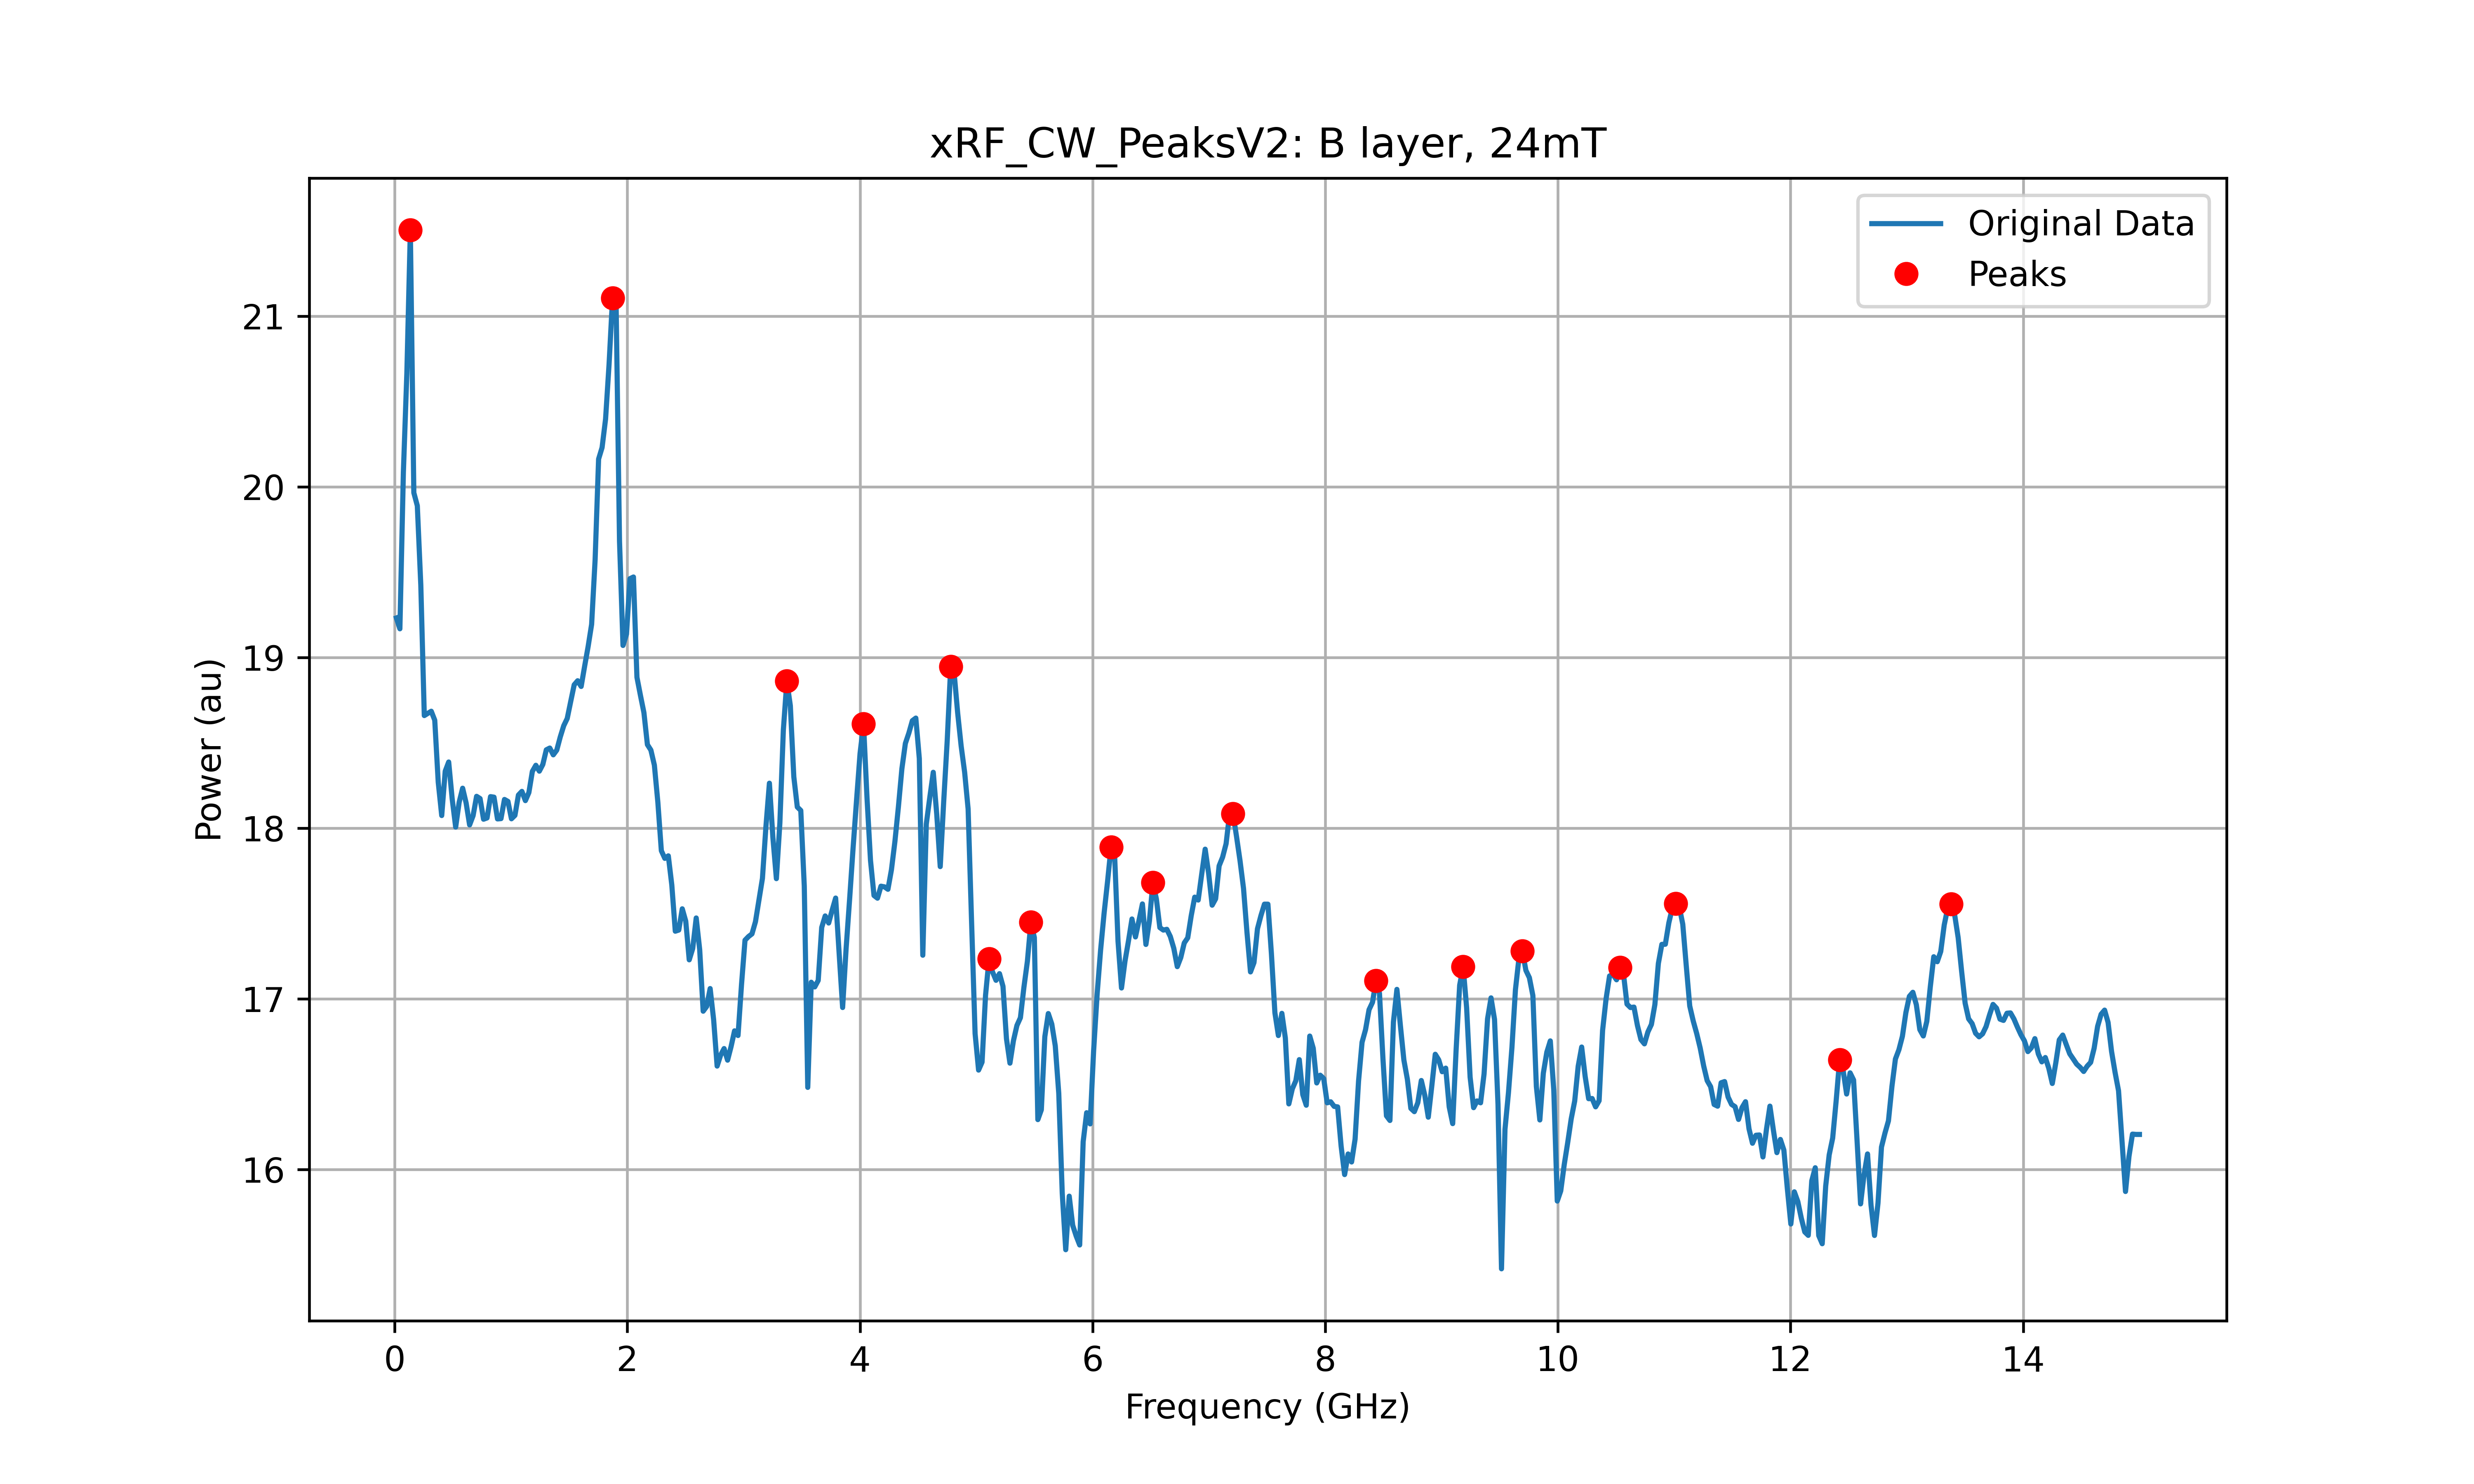 xRF_CW_PeaksV2: B layer, 24mT
Original Data
Peaks
Power (au)
21
20
19
18
17
16
0 2 4 6 8 10 12 14
Frequency (GHz)